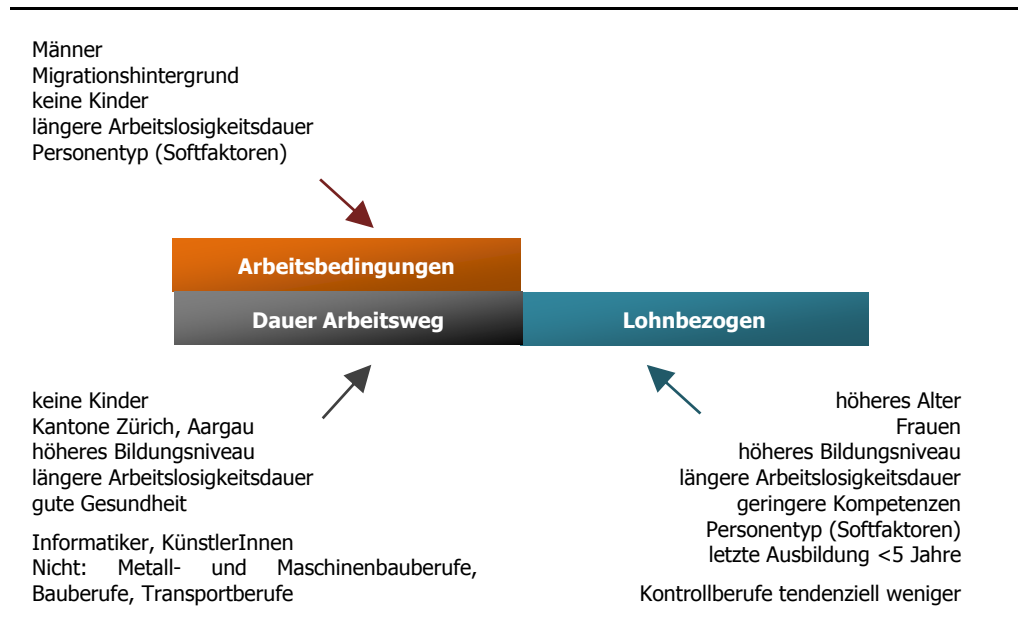 Männer
Migrationshintergrund
keine Kinder
längere Arbeitslosigkeitsdauer
Personentyp (Softfaktoren)
Arbeitsbedingungen
Dauer Arbeitsweg
Lohnbezogen
keine Kinder
Kantone Zürich, Aargau
höheres Bildungsniveau
längere Arbeitslosigkeitsdauer
gute Gesundheit
Informatiker, KünstlerInnen
Nicht: Metall- und Maschinenbauberufe,
Bauberufe, Transportberufe
höheres Alter
Frauen
höheres Bildungsniveau
längere Arbeitslosigkeitsdauer
geringere Kompetenzen
Personentyp (Softfaktoren)
letzte Ausbildung <5 Jahre
Kontrollberufe tendenziell weniger